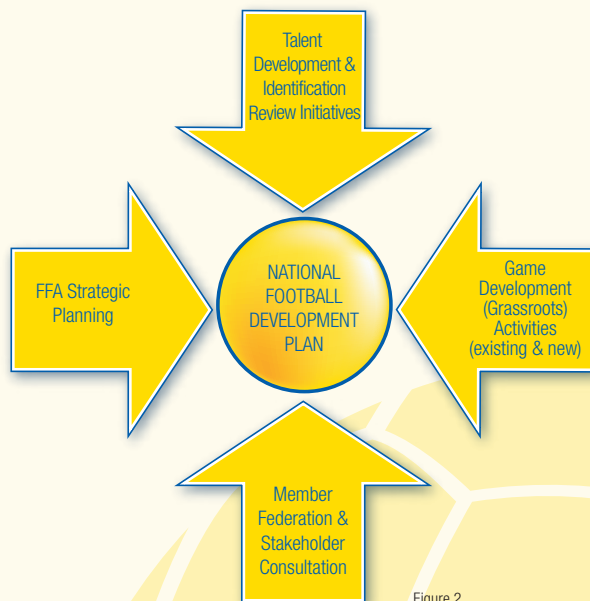 Talent
Development &
Identification
Review Initiatives
FFA Strategic
Planning
NATIONAL
FOOTBALL
DEVELOPMENT
PLAN
Game
Development
(Grassroots)
Activities
(existing & new)
Member
Federation &
Stakeholder
Consultation
Figure 2